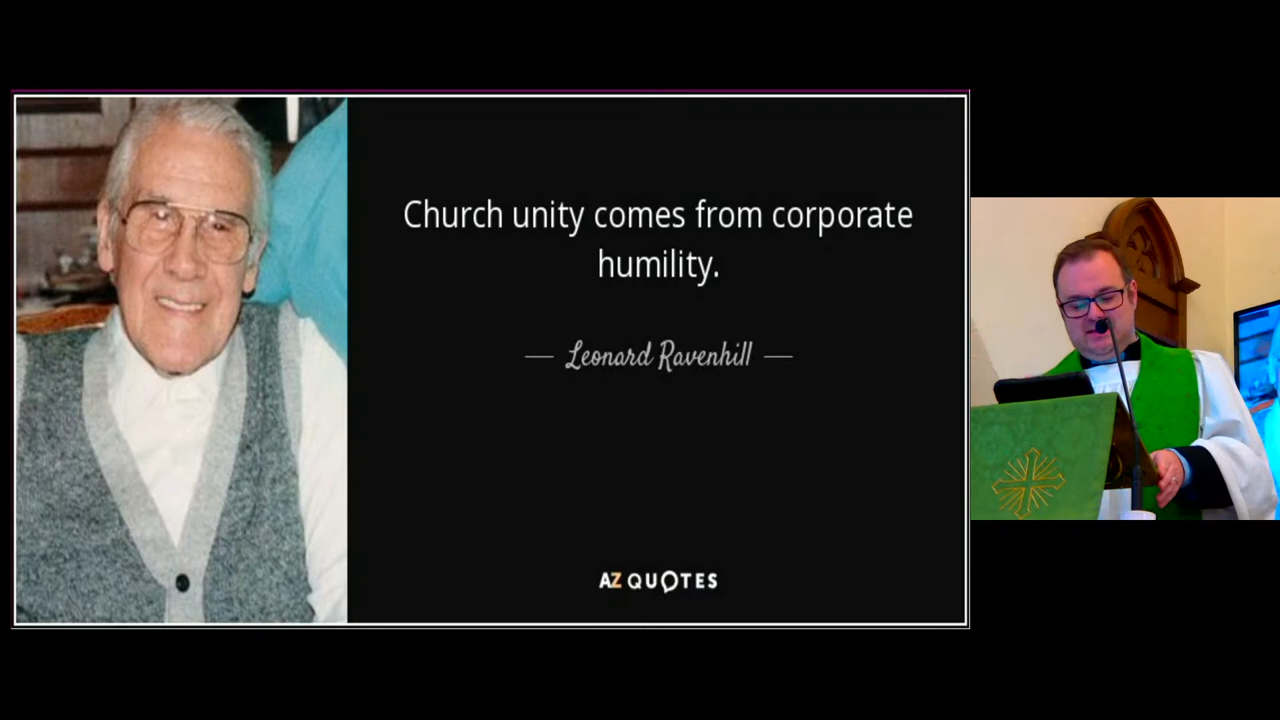 Church unity comes from corporate
humility.
— Leonard Ravenhill —
AZ QUOTES